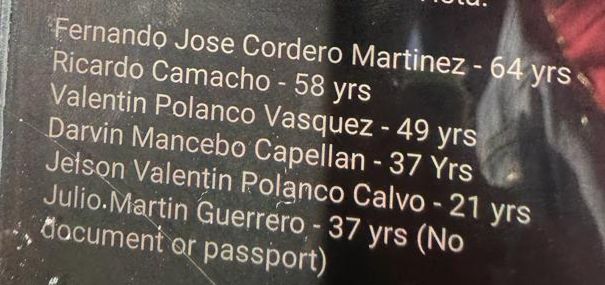 Fernando Jose Cordero Martinez - 64 yrs
Ricardo Camacho - 58 yrs
Valentin Polanco Vasquez - 49 yrs
Darvin Mancebo Capellan - 37 Yrs
Jelson Valentin Polanco Calvo - 21 yrs
Julio.Martin Guerrero - 37 yrs (No
document or passport)